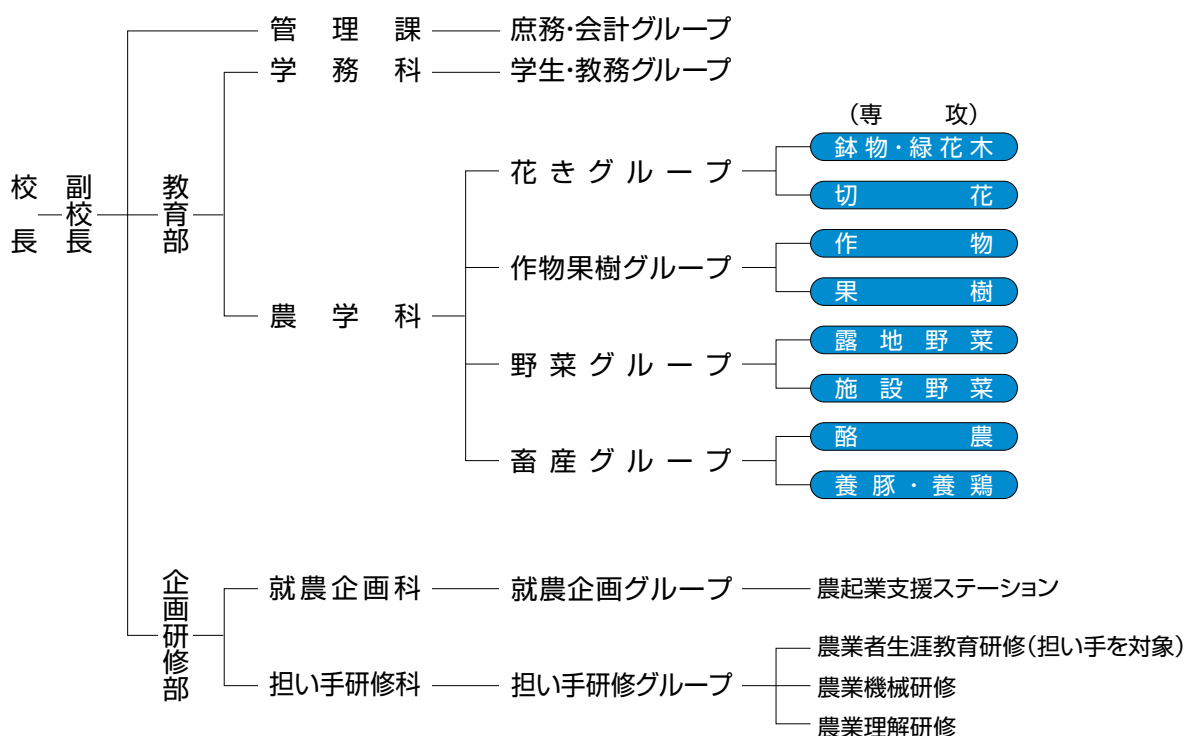 校長
副校長
管理課
庶務・会計グループ
教育部
学務科
学生・教務グループ
農学科
(専攻)
花きグループ
鉢物・緑花木
切花
作物果樹グループ
作物
果樹
野菜グループ
露地野菜
施設野菜
畜産グループ
酪農
養豚・養鶏
企画研修部
就農企画科
就農企画グループ
農起業支援ステーション
担い手研修科
担い手研修グループ
農業者生涯教育研修(担い手を対象)
農業機械研修
農業理解研修